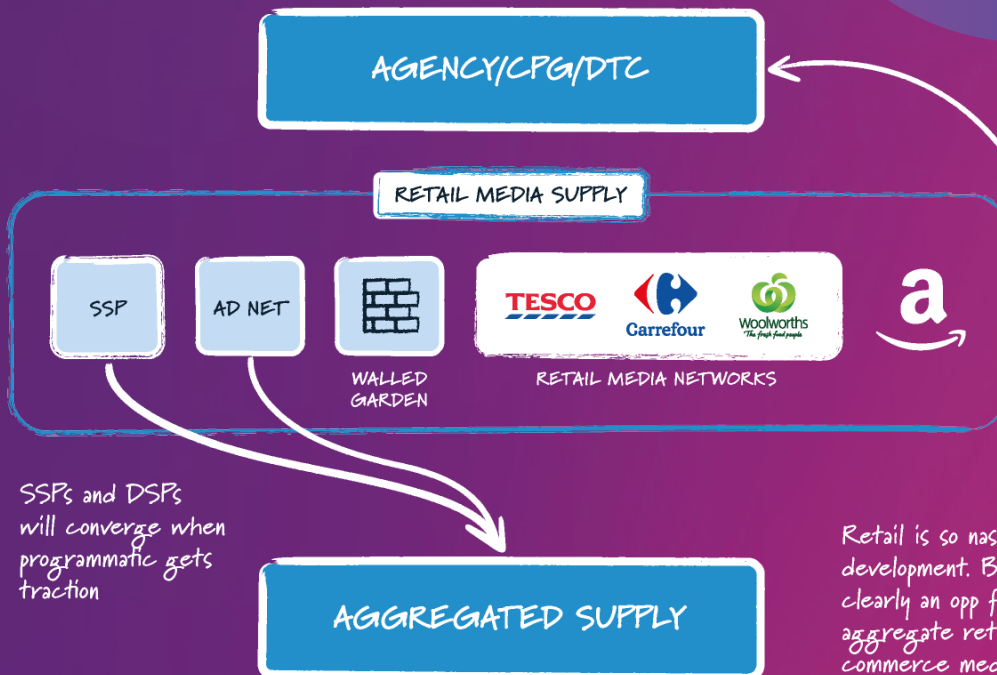 AGENCY/CPG/DTC
RETAIL MEDIA SUPPLY
SSP
AD NET
TESCO
Carrefour
Woolworths
The fresh food people
a
WALLED
GARDEN
RETAIL MEDIA NETWORKS
SSPs and DSPs
will converge when
programmatic gets
traction
Retail is so nas
development. B
clearly an opp f
aggregate ret
commerce med
AGGREGATED SUPPLY